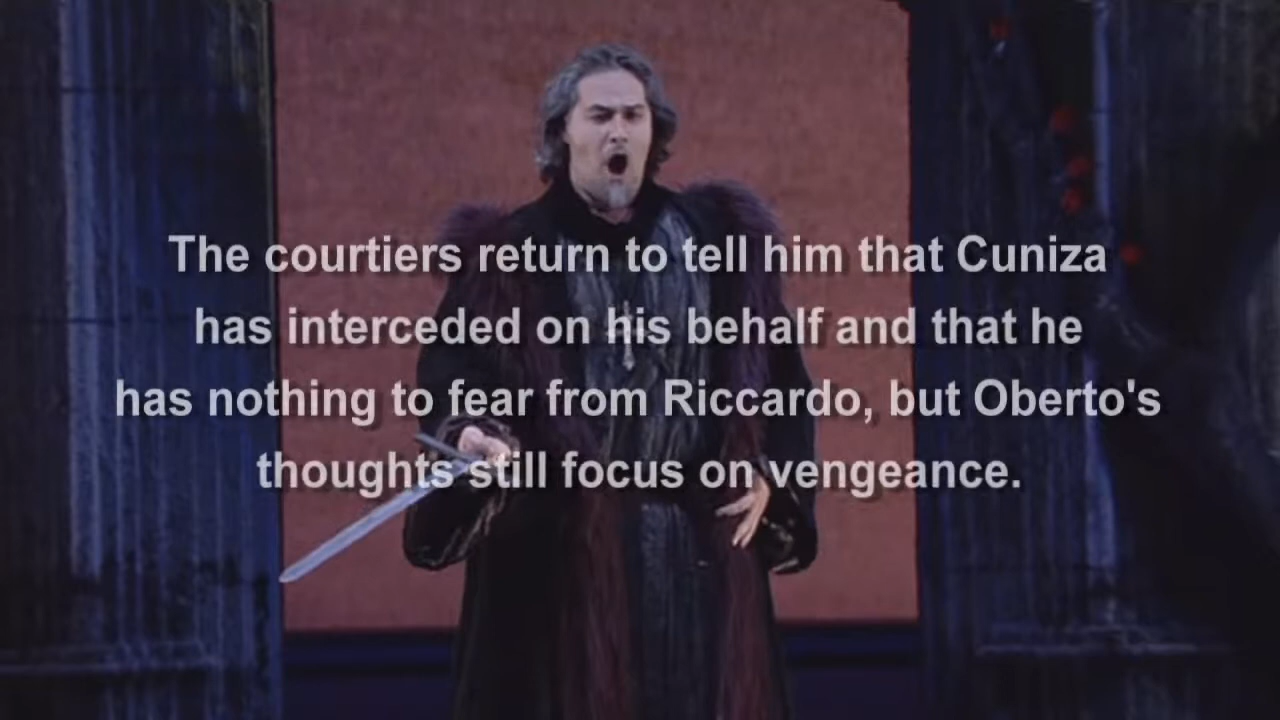 The courtiers return to tell him that Cuniza
has interceded on his behalf and that he
has nothing to fear from Riccardo, but Oberto's
thoughts still focus on vengeance.